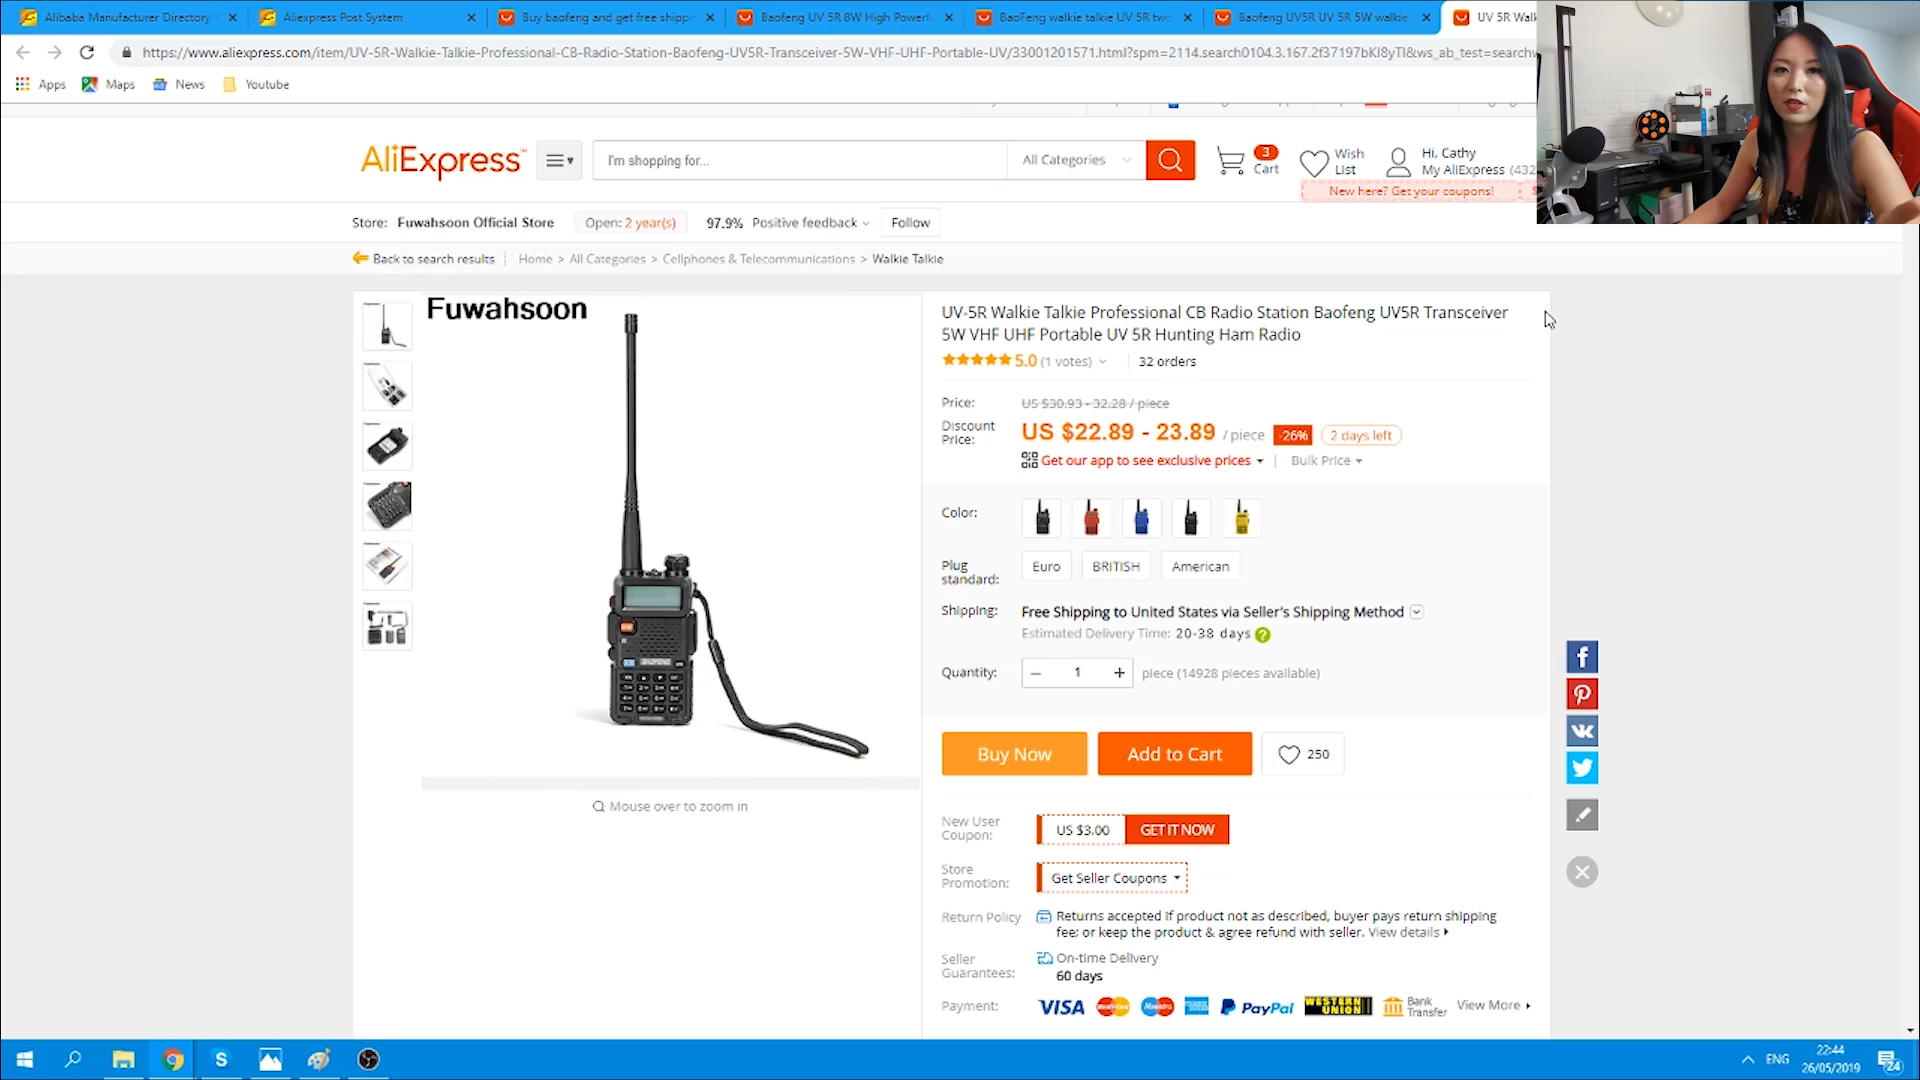 Alibaba Manufacturer Directory
Aliexpress Post System
Buy baofeng and get free shippi
Baofeng UV 5R 8W High Powerf
BaoFeng walkie talkie UV 5R two
Baofeng UV5R UV 5R 5W walkie
UV 5R Walk
https://www.aliexpress.com/item/UV-5R-Walkie-Talkie-Professional-CB-Radio-Station-Baofeng-UV5R-Transceiver-5W-VHF-UHF-Portable-UV/33001201571.html?spm=2114.search0104.3.167.2f37197bKI8yTI&ws_ab_test=searchw
Apps Maps News Youtube
AliExpress™
I'm shopping for...
All Categories
3
Cart
Wish
List
Hi, Cathy
My AliExpress (432
New here? Get your coupons!
Store: Fuwahsoon Official Store
Open: 2 year(s)
97.9% Positive feedback
Follow
Back to search results
Home > All Categories > Cellphones & Telecommunications > Walkie Talkie
Fuwahsoon
BAOFENG
Mouse over to zoom in
UV-5R Walkie Talkie Professional CB Radio Station Baofeng UV5R Transceiver
5W VHF UHF Portable UV 5R Hunting Ham Radio
5.0 (1 votes)
32 orders
Price: US $30.93 - 32.28 / piece
Discount
Price:
US $22.89 - 23.89 / piece
-26%
2 days left
Get our app to see exclusive prices
Bulk Price
Color:
Plug
standard:
Euro BRITISH American
Shipping: Free Shipping to United States via Seller's Shipping Method
Estimated Delivery Time: 20-38 days ?
Quantity: − 1 + piece (14928 pieces available)
Buy Now
Add to Cart
250
New User
Coupon:
US $3.00 GET IT NOW
Store
Promotion:
Get Seller Coupons
Return Policy
Returns accepted if product not as described, buyer pays return shipping
fee; or keep the product & agree refund with seller. View details
Seller
Guarantees:
On-time Delivery
60 days
Payment: VISA MasterCard Maestro PayPal WESTERN UNION Bank Transfer View More
ENG
22:44
26/05/2019
24